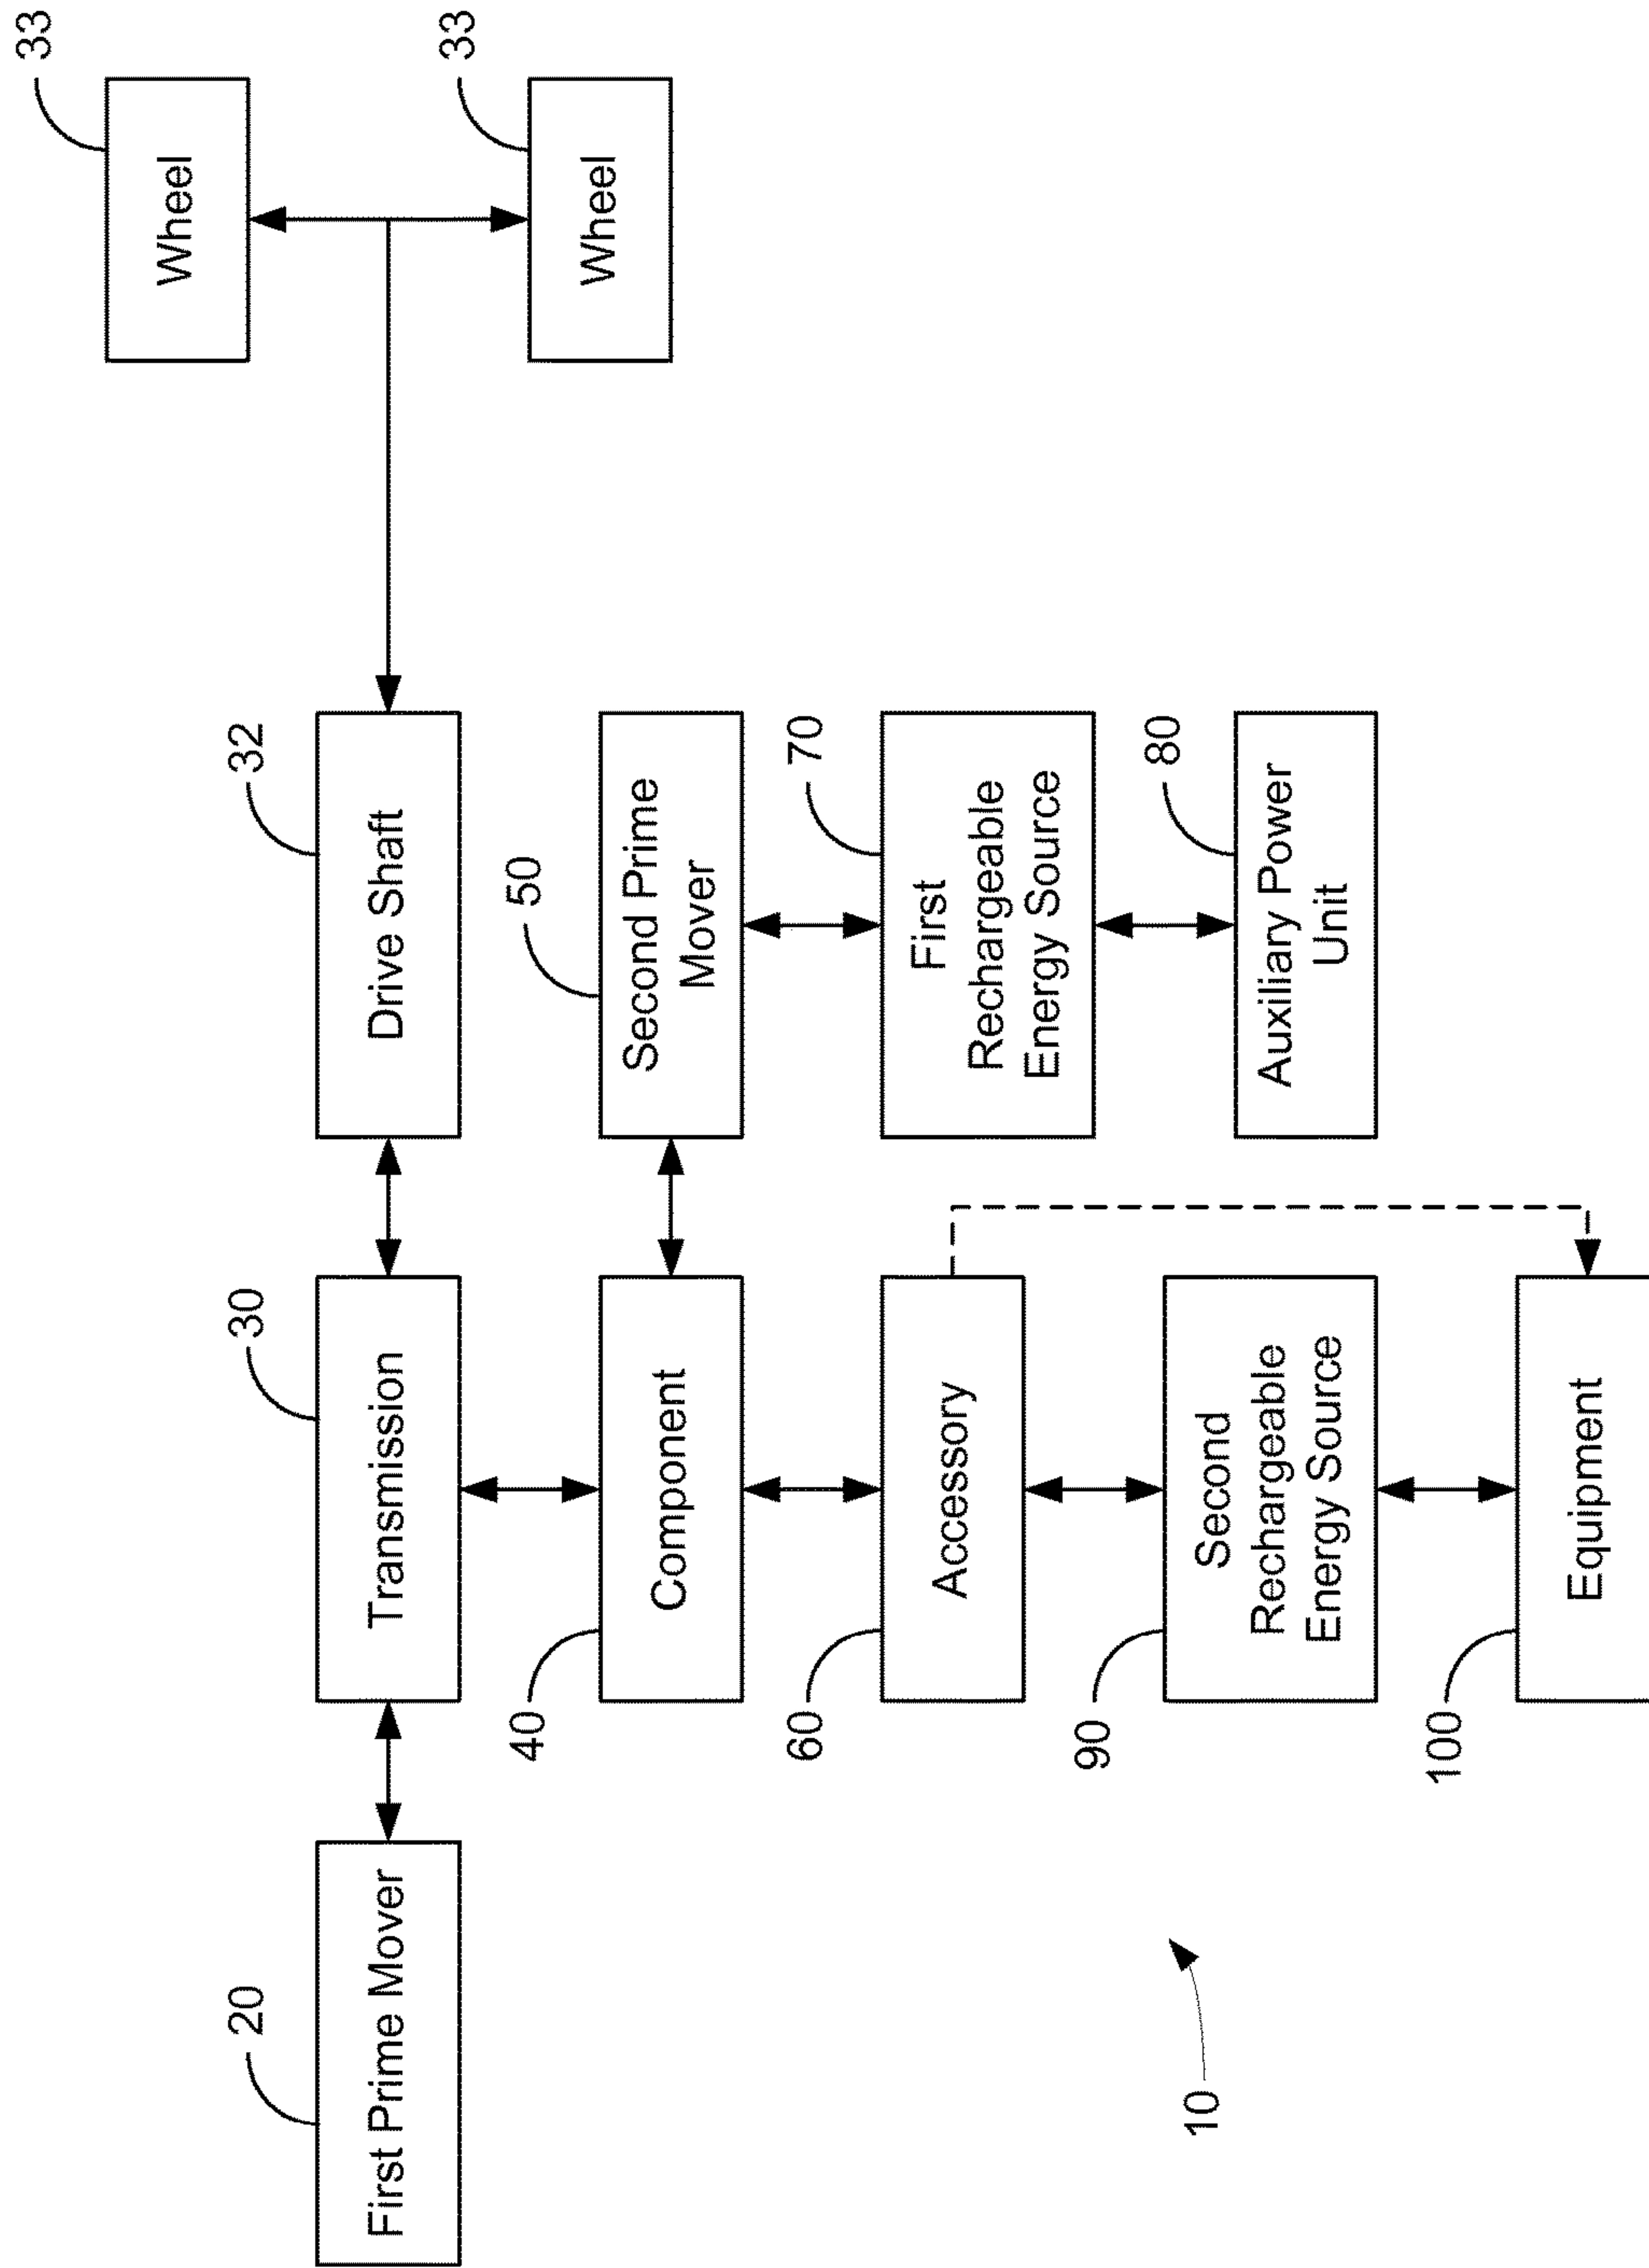 33
Wheel
20
First Prime Mover
30
Transmission
32
Drive Shaft
33
Wheel
40
Component
50
Second Prime
Mover
60
Accessory
70
First
Rechargeable
Energy Source
90
Second
Rechargeable
Energy Source
80
Auxiliary Power
Unit
10
100
Equipment